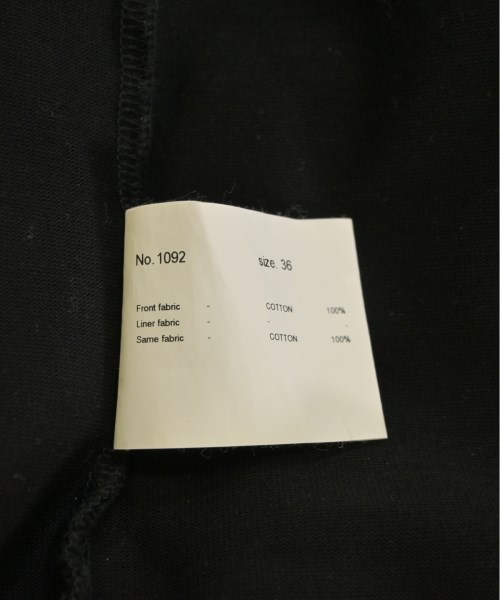 No. 1092 size. 36
Front fabric - COTTON 100%
Liner fabric - - -
Same fabric - COTTON 100%